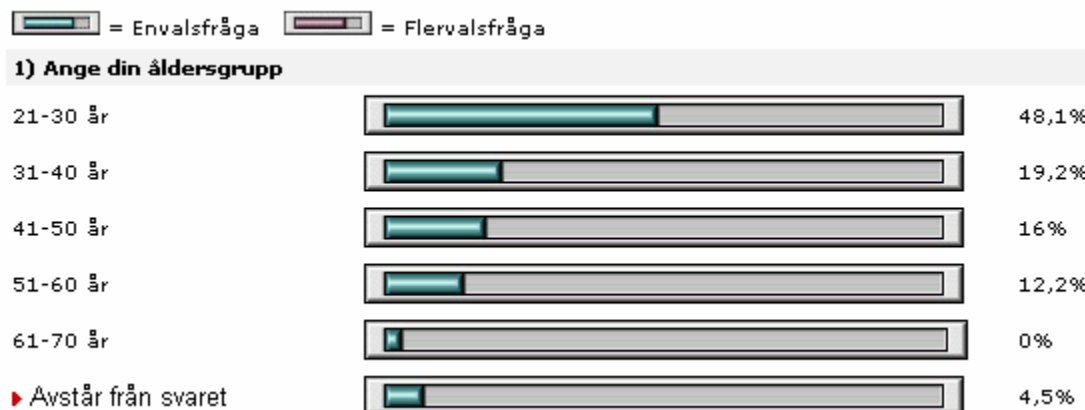 = Envalsfråga = Flervalsfråga
1) Ange din åldersgrupp
21-30 år 48,1%
31-40 år 19,2%
41-50 år 16%
51-60 år 12,2%
61-70 år 0%
Avstår från svaret 4,5%